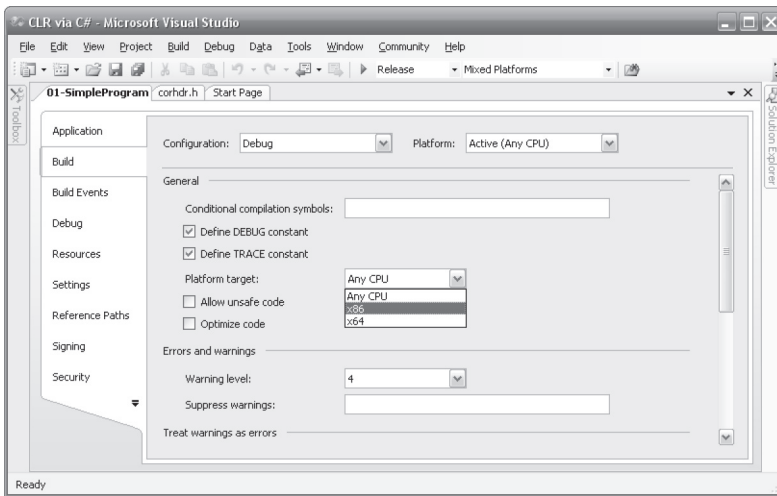 CLR via C# - Microsoft Visual Studio
File Edit View Project Build Debug Data Tools Window Community Help
Release Mixed Platforms
01-SimpleProgram corhdr.h Start Page
Toolbox
Solution Explorer
Application
Build
Build Events
Debug
Resources
Settings
Reference Paths
Signing
Security
Configuration: Debug Platform: Active (Any CPU)
General
Conditional compilation symbols:
Define DEBUG constant
Define TRACE constant
Platform target: Any CPU
Any CPU
x86
x64
Allow unsafe code
Optimize code
Errors and warnings
Warning level: 4
Suppress warnings:
Treat warnings as errors
Ready